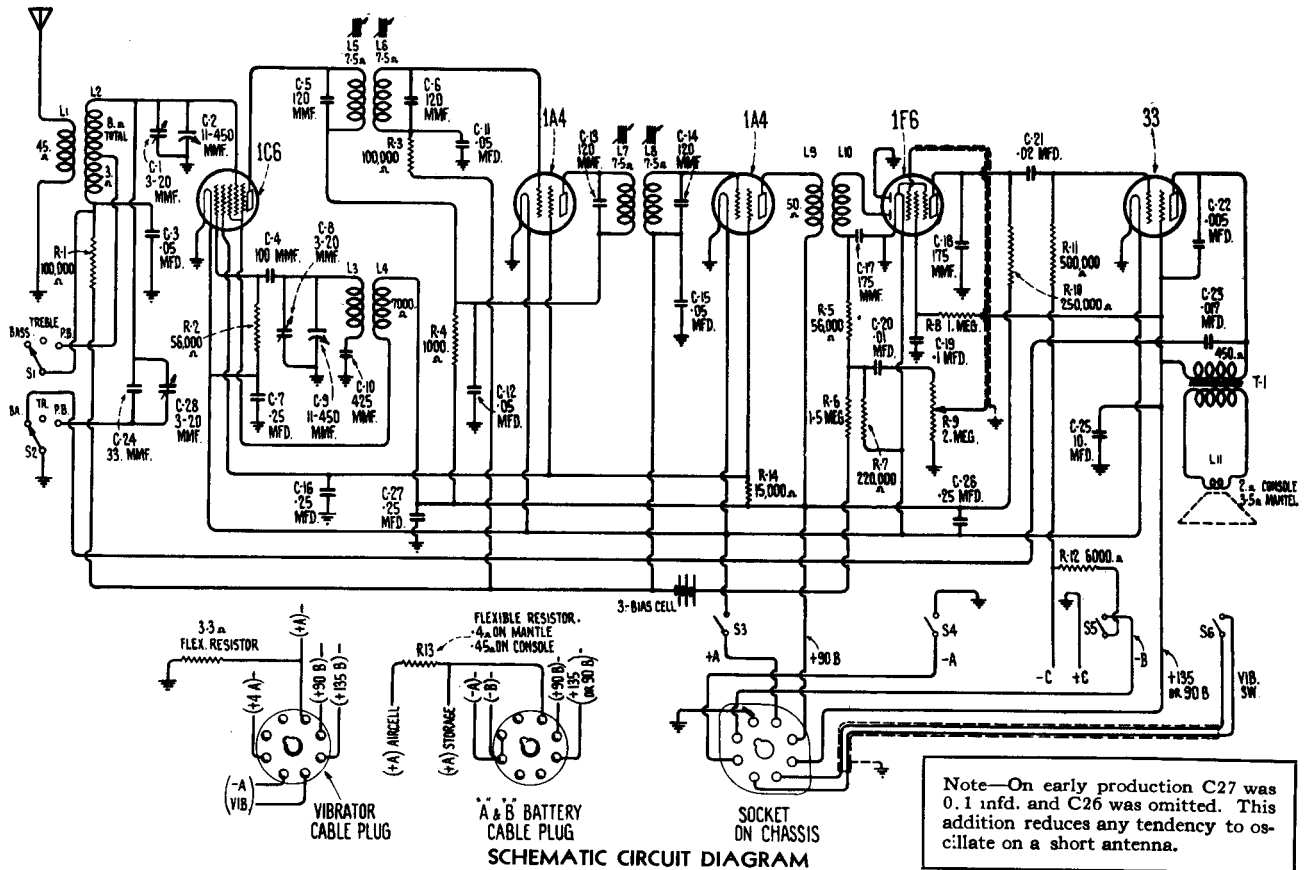 L1
45.
Ω
L2
8.Ω
TOTAL
3.
Ω
C-1
3-20
MMF.
C-2
11-450
MMF.
1C6
C-3
.05
MFD.
R-1
100,000
Ω
BASS.
TREBLE
P.B.
S1
BA.
TR.
P.B.
S2
C-24
33. MMF.
C-28
3-20
MMF.
C-4
100 MMF.
R-2
56,000
Ω
C-7
.25
MFD.
C-8
3-20
MMF.
C-9
11-450
MMF.
L3
L4
7000.
Ω
C-10
425
MMF.
C-5
120
MMF.
L5
7.5Ω
L6
7.5Ω
C-6
120
MMF.
R-3
100,000
Ω
C-11
.05
MFD.
R-4
1000
Ω
C-12
.05
MFD.
C-16
.25
MFD.
C-27
.25
MFD.
1A4
C-13
120
MMF.
L7
7.5Ω
L8
7.5Ω
C-14
120
MMF.
C-15
.05
MFD.
1A4
R-14
15,000Ω
L9
L10
50.
Ω
1F6
C-17
175
MMF.
R-5
56,000
Ω
C-20
.01
MFD.
R-6
1.5 MEG.
R-7
220,000
Ω
R-8 1. MEG.
C-19
.1 MFD.
R-9
2. MEG.
C-18
175
MMF.
C-21
.02 MFD.
R-11
500,000
Ω
R-10
250,000Ω
33
C-22
.005
MFD.
C-23
.017
MFD.
450.Ω
T-1
C-25
10.
MFD.
L11
2.Ω CONSOLE
3.5Ω MANTEL
C-26
.25 MFD.
R-12 6000.Ω
3-BIAS CELL
S3
+A
+90 B
S4
-A
-C
+C
S5
-B
+135
OR 90 B
S6
VIB.
SW.
3.3Ω
FLEX. RESISTOR
(+A)-
(+4 A)-
(+90 B)-
(+135 B)-
(-A
VIB.)
VIBRATOR
CABLE PLUG
FLEXIBLE RESISTOR.
.4Ω ON MANTLE
.45Ω ON CONSOLE
R13
(+A) AIRCELL
(+A) STORAGE
(-A)-
(-B)-
(+90 B)-
(+135
OR 90 B)-
"A & B" BATTERY
CABLE PLUG
SOCKET
ON CHASSIS
SCHEMATIC CIRCUIT DIAGRAM
Note—On early production C27 was
0.1 mfd. and C26 was omitted. This
addition reduces any tendency to os-
cillate on a short antenna.